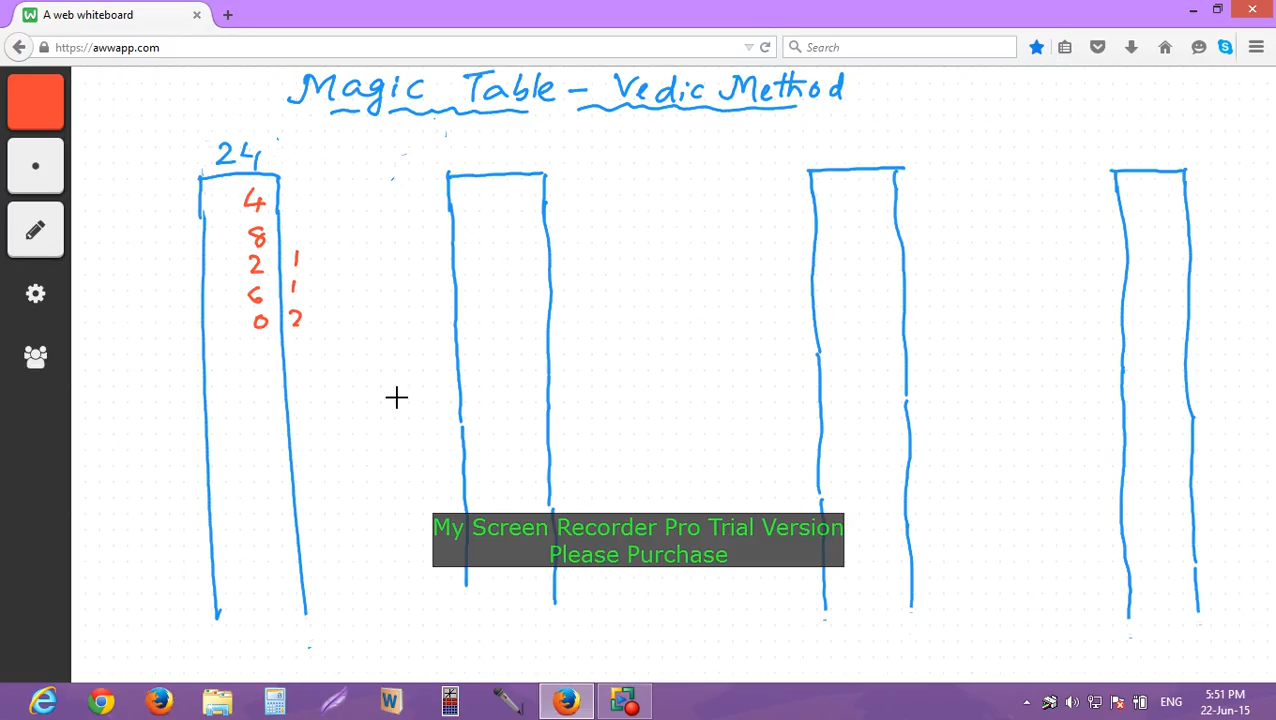 A web whiteboard
https://awwapp.com
Search
Magic Table - Vedic Method
24
4
8
2 1
6 1
0 2
My Screen Recorder Pro Trial Version
Please Purchase
ENG
5:51 PM
22-Jun-15